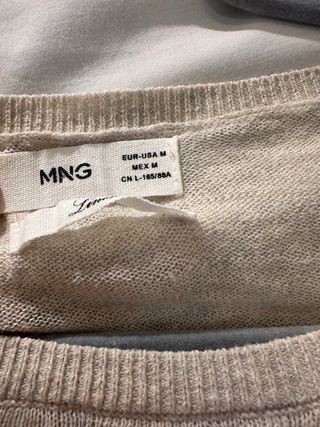 MNG
EUR-USA M
MEX M
CN L-165/88A